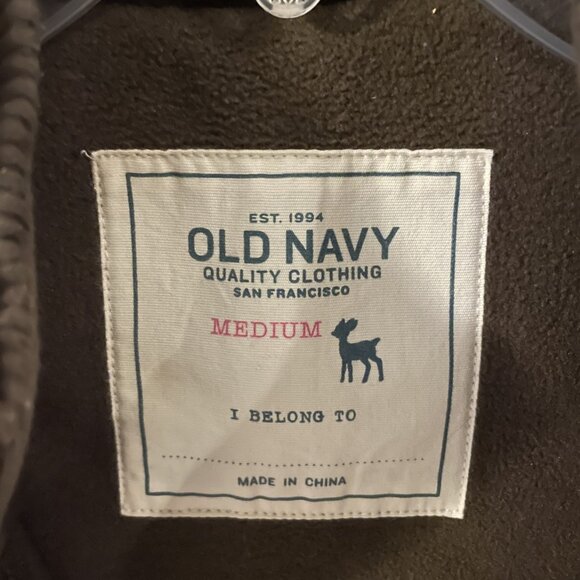 EST. 1994
OLD NAVY
QUALITY CLOTHING
SAN FRANCISCO
MEDIUM
I BELONG TO
MADE IN CHINA